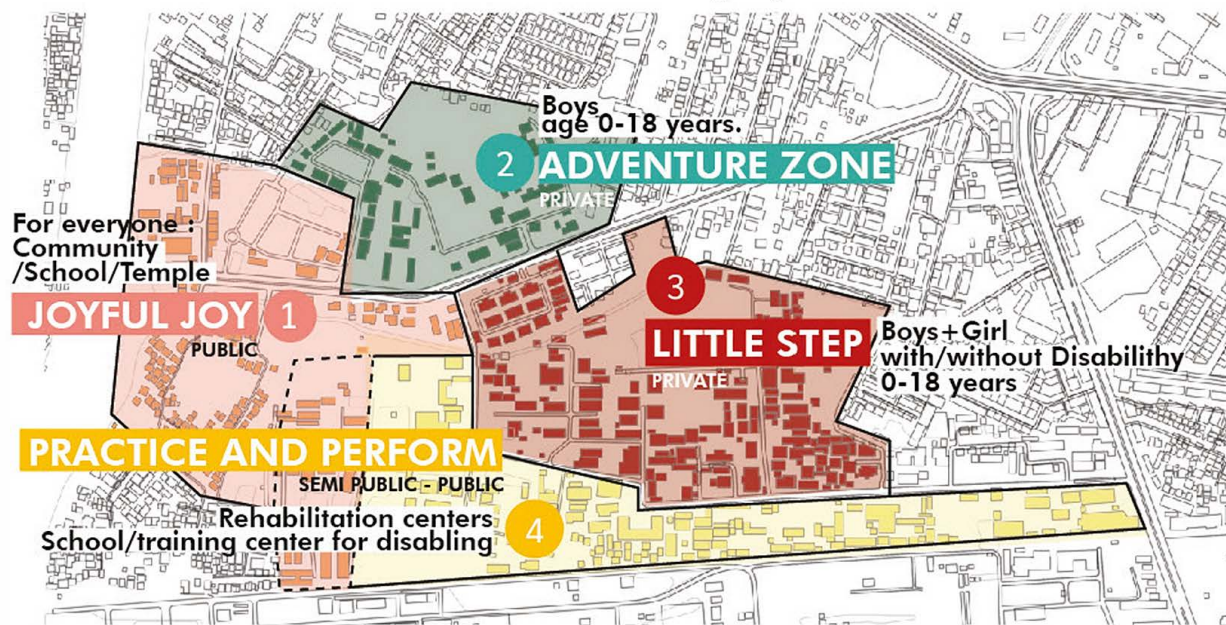 Boys
age 0-18 years.
2
ADVENTURE ZONE
PRIVATE
For everyone :
Community
/School/Temple
JOYFUL JOY
1
PUBLIC
3
LITTLE STEP
PRIVATE
Boys+Girl
with/without Disabilithy
0-18 years
PRACTICE AND PERFORM
SEMI PUBLIC - PUBLIC
Rehabilitation centers
School/training center for disabling
4